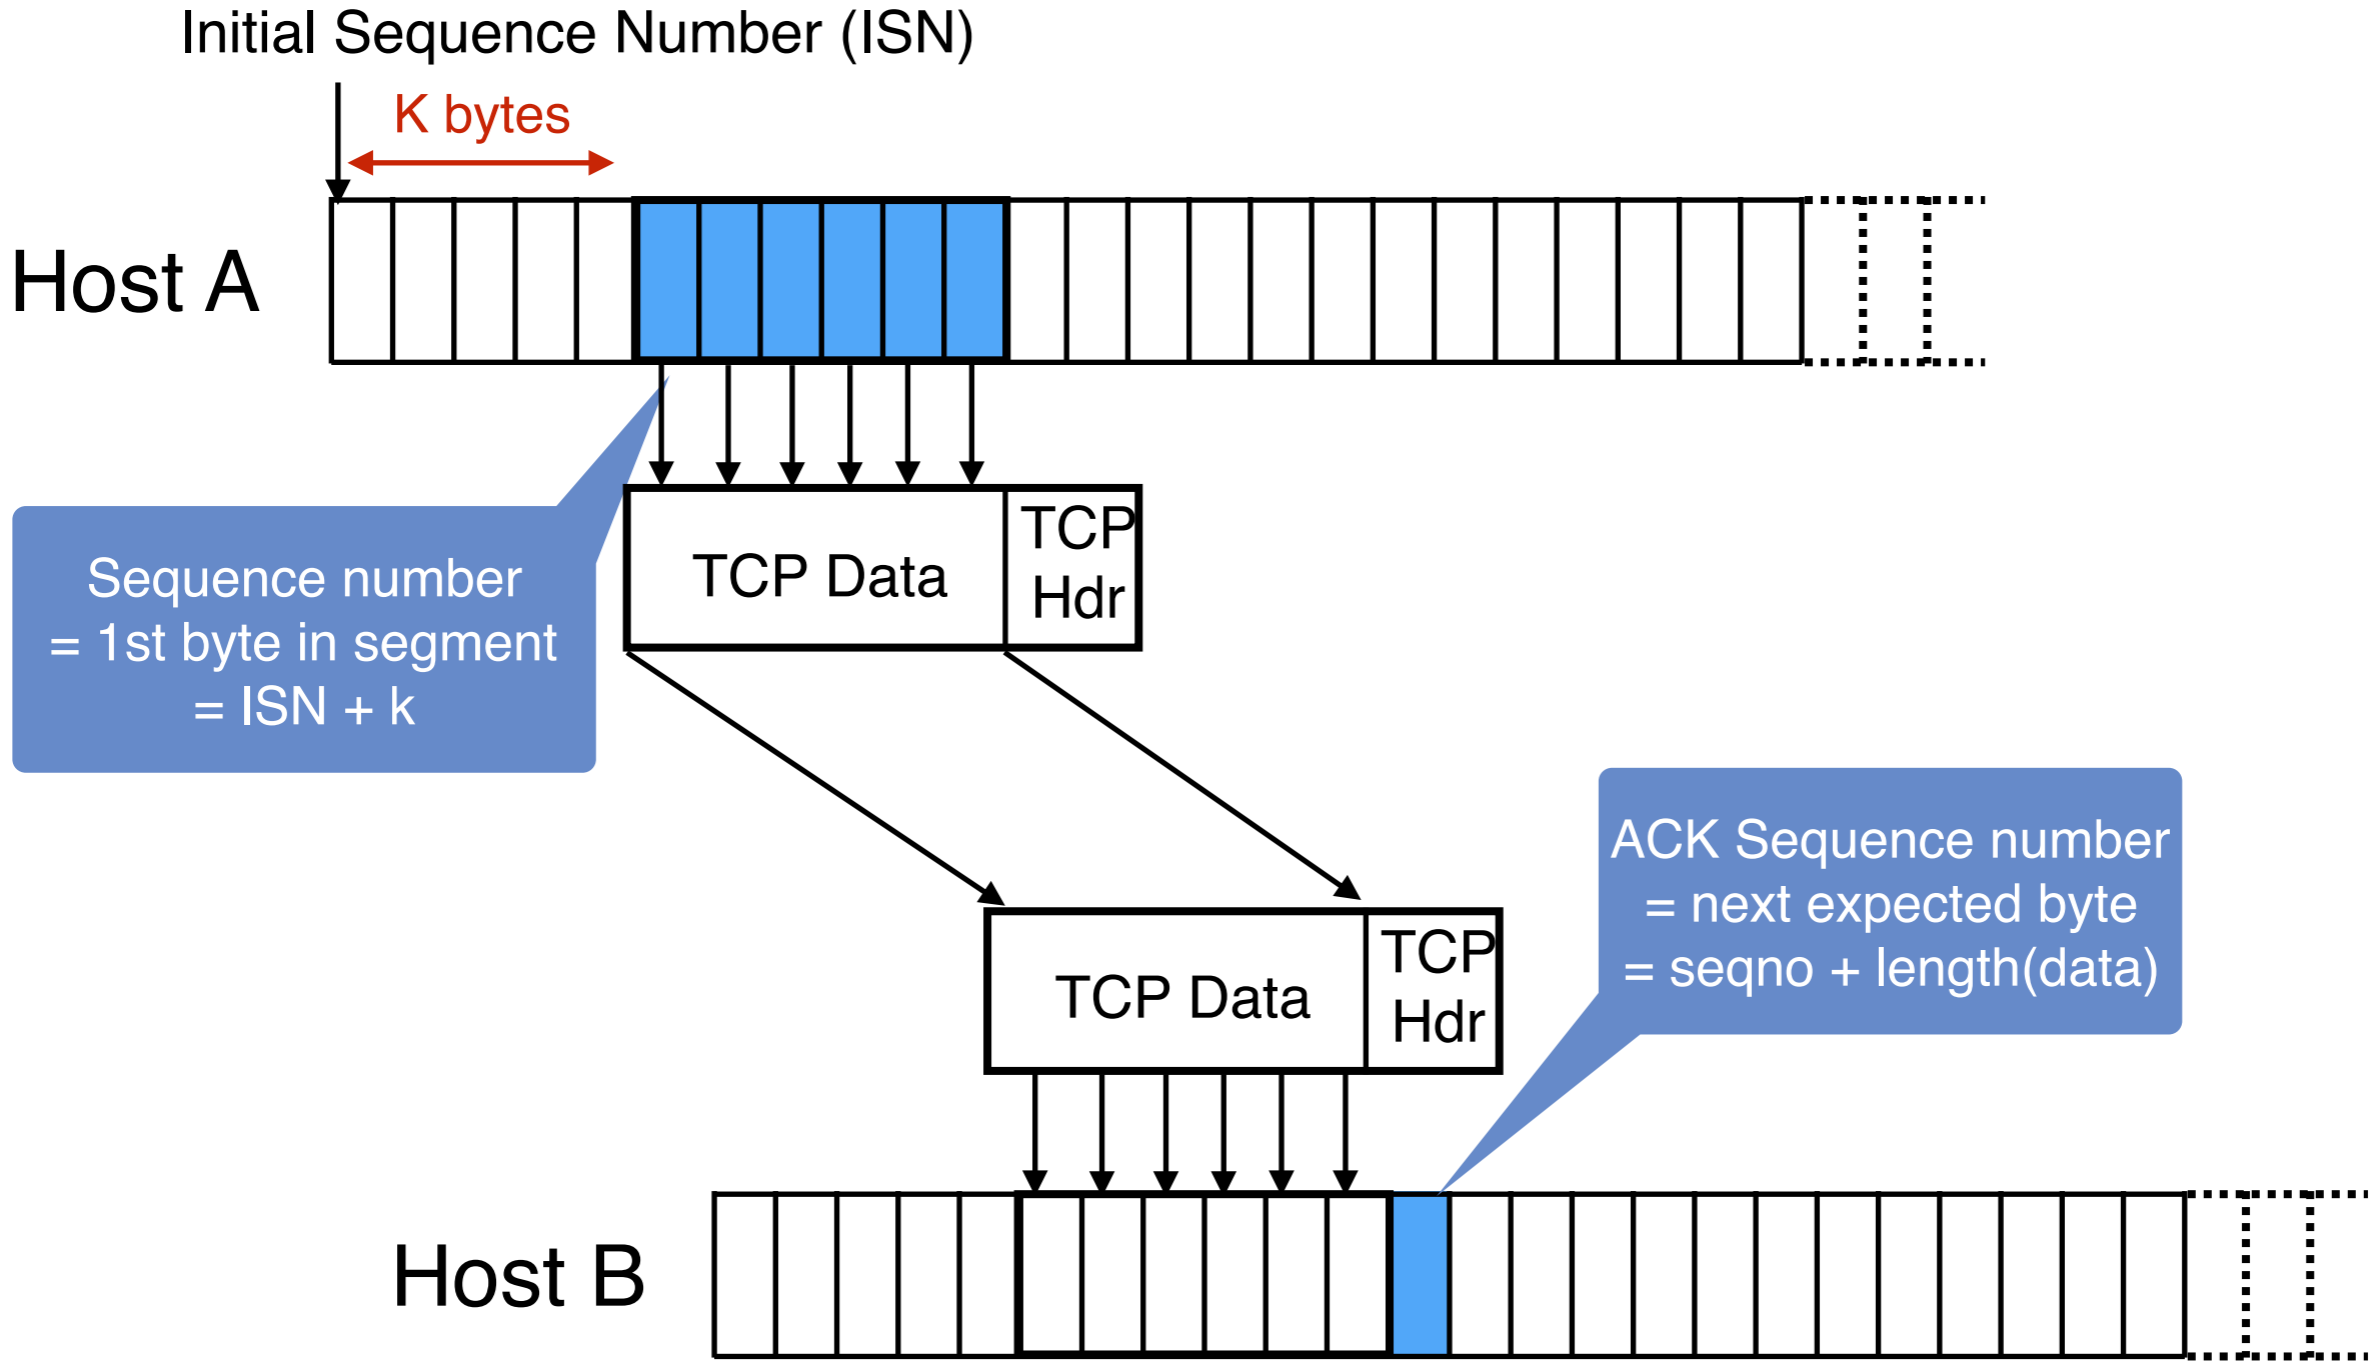 Initial Sequence Number (ISN)
K bytes
Host A
TCP Data
TCP
Hdr
Sequence number
= 1st byte in segment
= ISN + k
ACK Sequence number
= next expected byte
= seqno + length(data)
TCP Data
TCP
Hdr
Host B